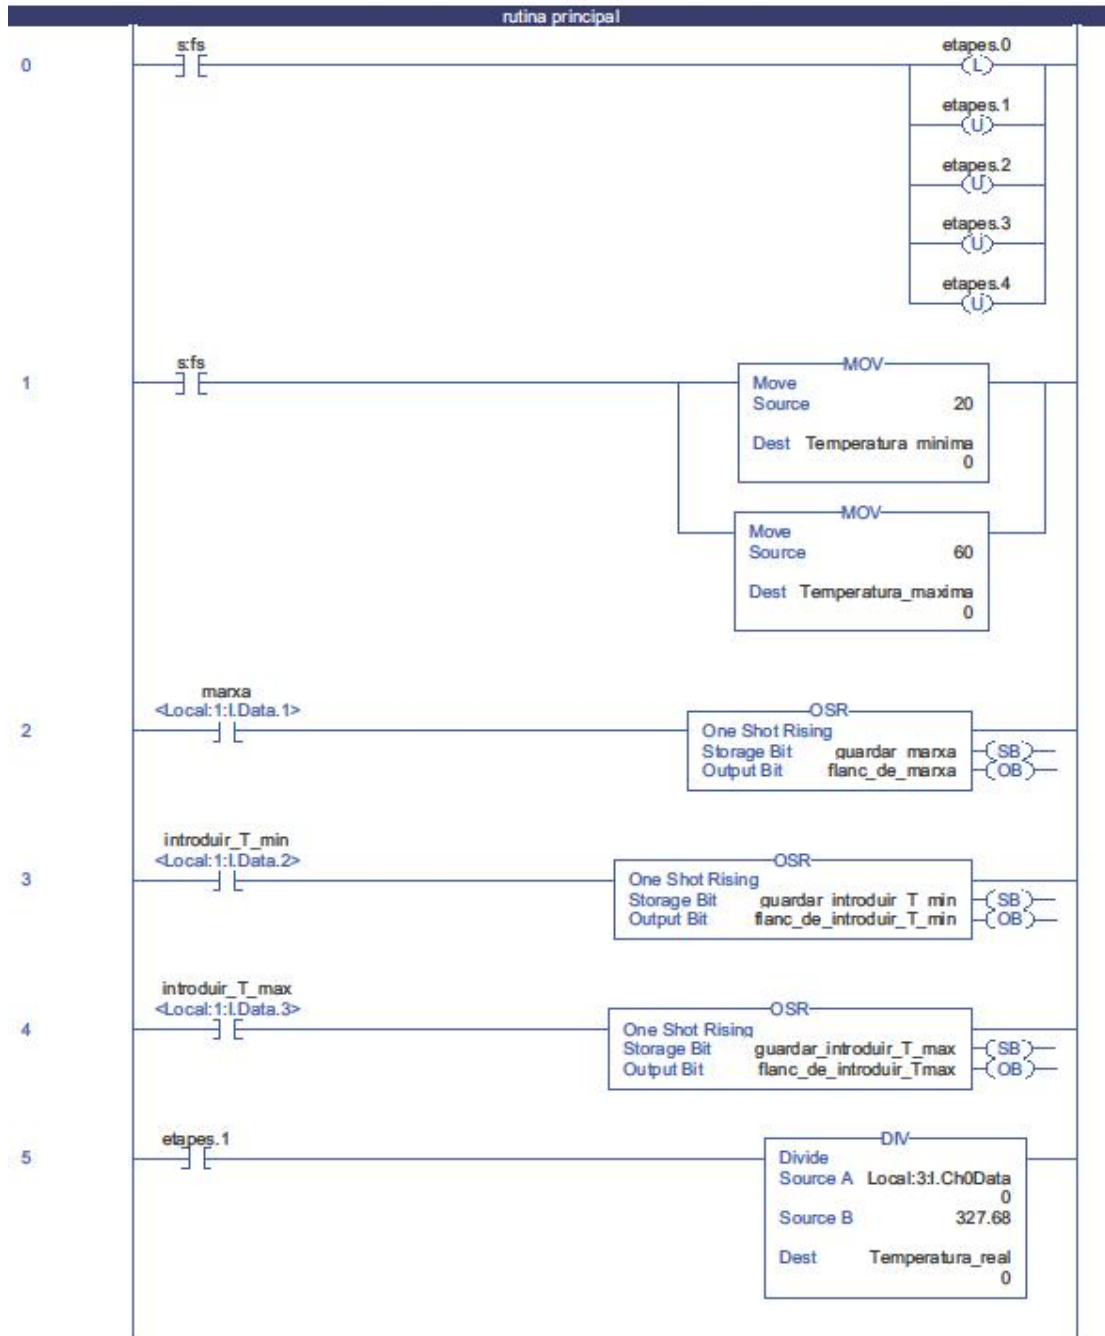 rutina principal
0
s:fs
etapes.0
L
etapes.1
U
etapes.2
U
etapes.3
U
etapes.4
U
1
s:fs
MOV
Move
Source 20
Dest Temperatura minima
0
MOV
Move
Source 60
Dest Temperatura_maxima
0
2
marxa
<Local:1:I.Data.1>
OSR
One Shot Rising
Storage Bit guardar marxa SB
Output Bit flanc_de_marxa OB
3
introduir_T_min
<Local:1:I.Data.2>
OSR
One Shot Rising
Storage Bit guardar introduir T min SB
Output Bit flanc_de_introduir_T_min OB
4
introduir_T_max
<Local:1:I.Data.3>
OSR
One Shot Rising
Storage Bit guardar_introduir_T_max SB
Output Bit flanc_de_introduir_Tmax OB
5
etapes.1
DIV
Divide
Source A Local:3:I.Ch0Data
0
Source B 327.68
Dest Temperatura_real
0